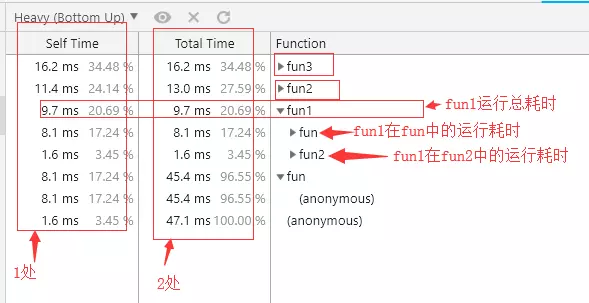 Heavy (Bottom Up) ▼
Self Time Total Time Function
16.2 ms 34.48 % 16.2 ms 34.48 % ▶ fun3
11.4 ms 24.14 % 13.0 ms 27.59 % ▶ fun2
9.7 ms 20.69 % 9.7 ms 20.69 % ▼ fun1 fun1运行总耗时
8.1 ms 17.24 % 8.1 ms 17.24 % ▶ fun fun1在fun中的运行耗时
1.6 ms 3.45 % 1.6 ms 3.45 % ▶ fun2 fun1在fun2中的运行耗时
8.1 ms 17.24 % 45.4 ms 96.55 % ▼ fun
8.1 ms 17.24 % 45.4 ms 96.55 % (anonymous)
1.6 ms 3.45 % 47.1 ms 100.00 % (anonymous)
1处 2处